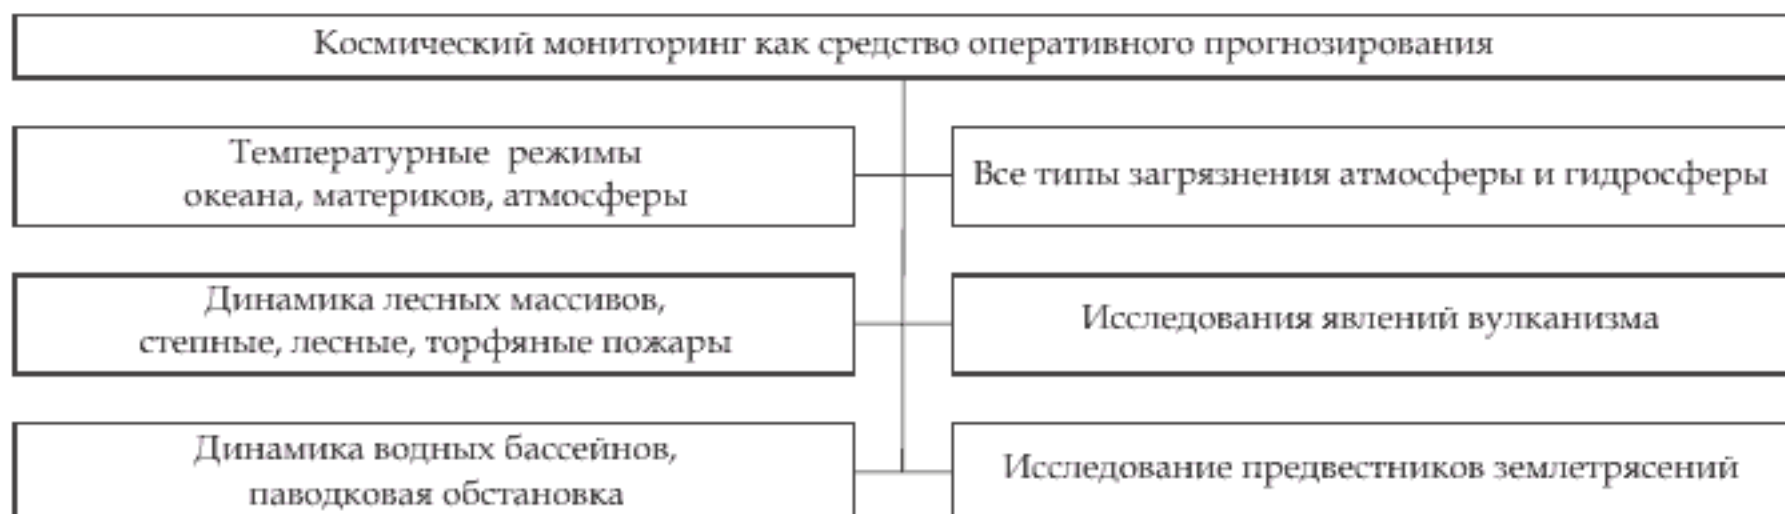 Космический мониторинг как средство оперативного прогнозирования
Температурные режимы
океана, материков, атмосферы
Все типы загрязнения атмосферы и гидросферы
Динамика лесных массивов,
степные, лесные, торфяные пожары
Исследования явлений вулканизма
Динамика водных бассейнов,
паводковая обстановка
Исследование предвестников землетрясений